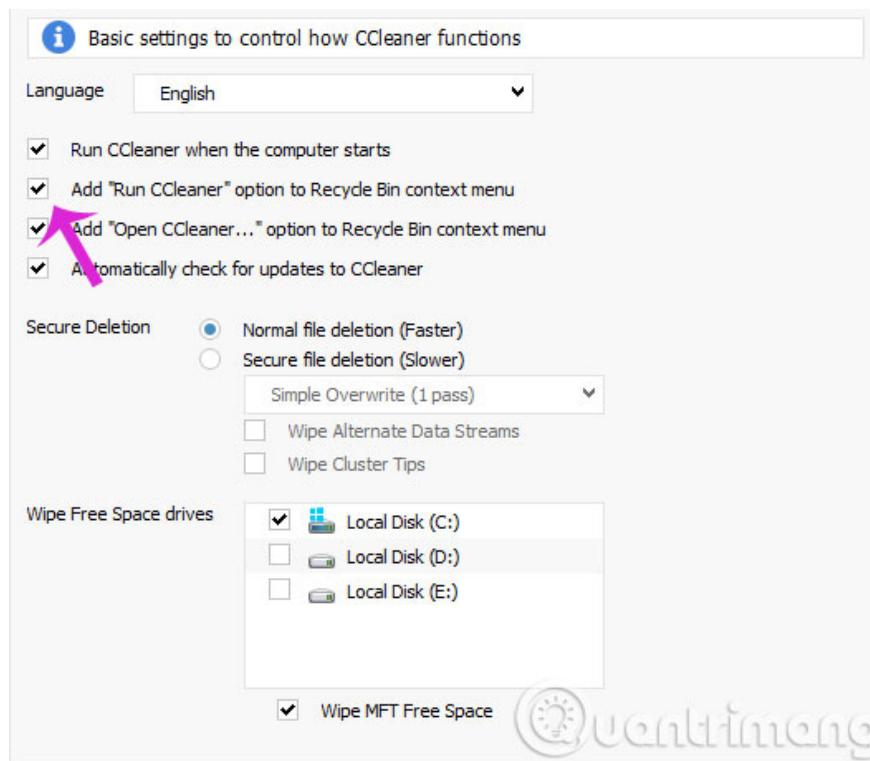 Basic settings to control how CCleaner functions
Language English
Run CCleaner when the computer starts
Add "Run CCleaner" option to Recycle Bin context menu
Add "Open CCleaner..." option to Recycle Bin context menu
Automatically check for updates to CCleaner
Secure Deletion Normal file deletion (Faster)
Secure file deletion (Slower)
Simple Overwrite (1 pass)
Wipe Alternate Data Streams
Wipe Cluster Tips
Wipe Free Space drives Local Disk (C:)
Local Disk (D:)
Local Disk (E:)
Wipe MFT Free Space
Quantrimang